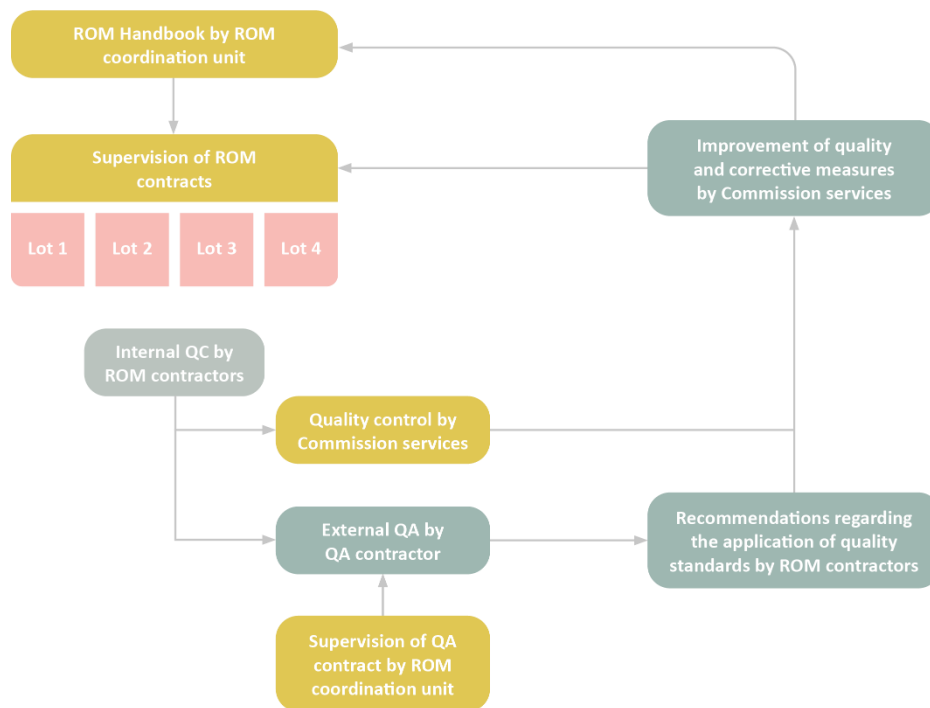 ROM Handbook by ROM
coordination unit
Supervision of ROM
contracts
Lot 1
Lot 2
Lot 3
Lot 4
Improvement of quality
and corrective measures
by Commission services
Internal QC by
ROM contractors
Quality control by
Commission services
External QA by
QA contractor
Recommendations regarding
the application of quality
standards by ROM contractors
Supervision of QA
contract by ROM
coordination unit